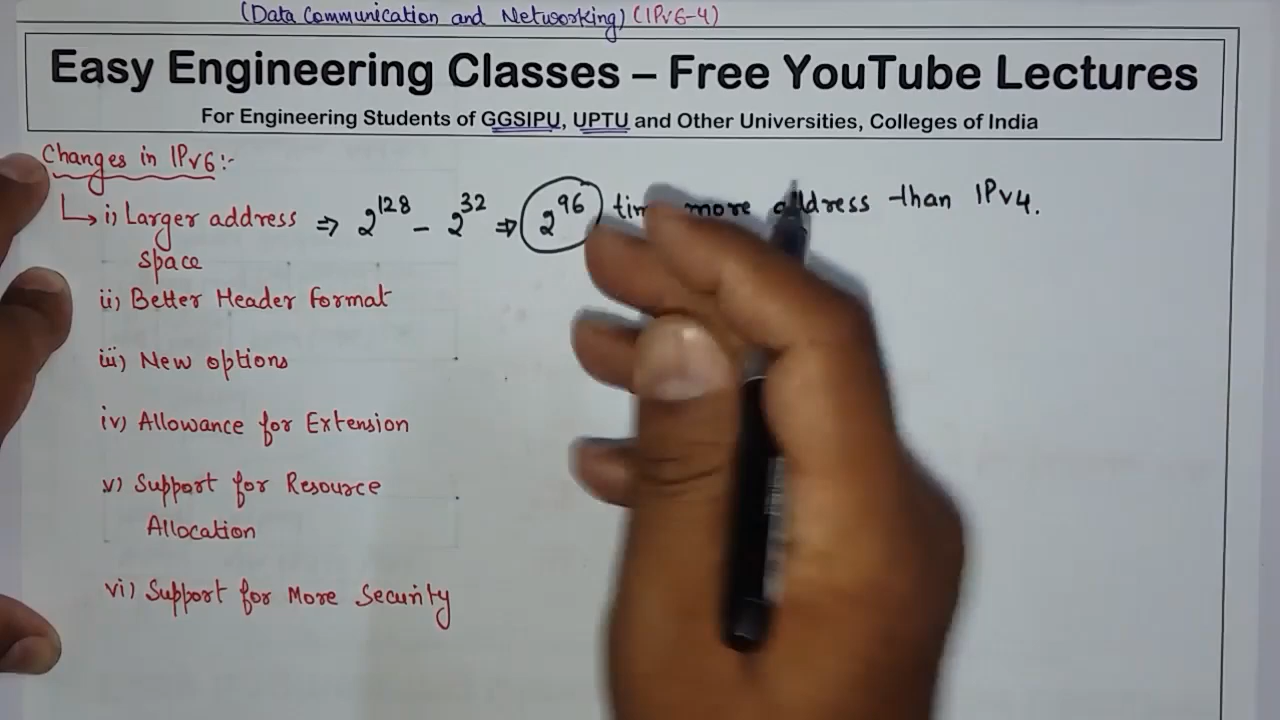 (Data Communication and Networking) (IPv6-4)
Easy Engineering Classes – Free YouTube Lectures
For Engineering Students of GGSIPU, UPTU and Other Universities, Colleges of India
Changes in IPv6:-
i) Larger address ⇒ 2^128 - 2^32 ⇒ 2^96 more address than IPv4.
space
ii) Better Header Format
iii) New options
iv) Allowance for Extension
v) Support for Resource
Allocation
vi) Support for More Security